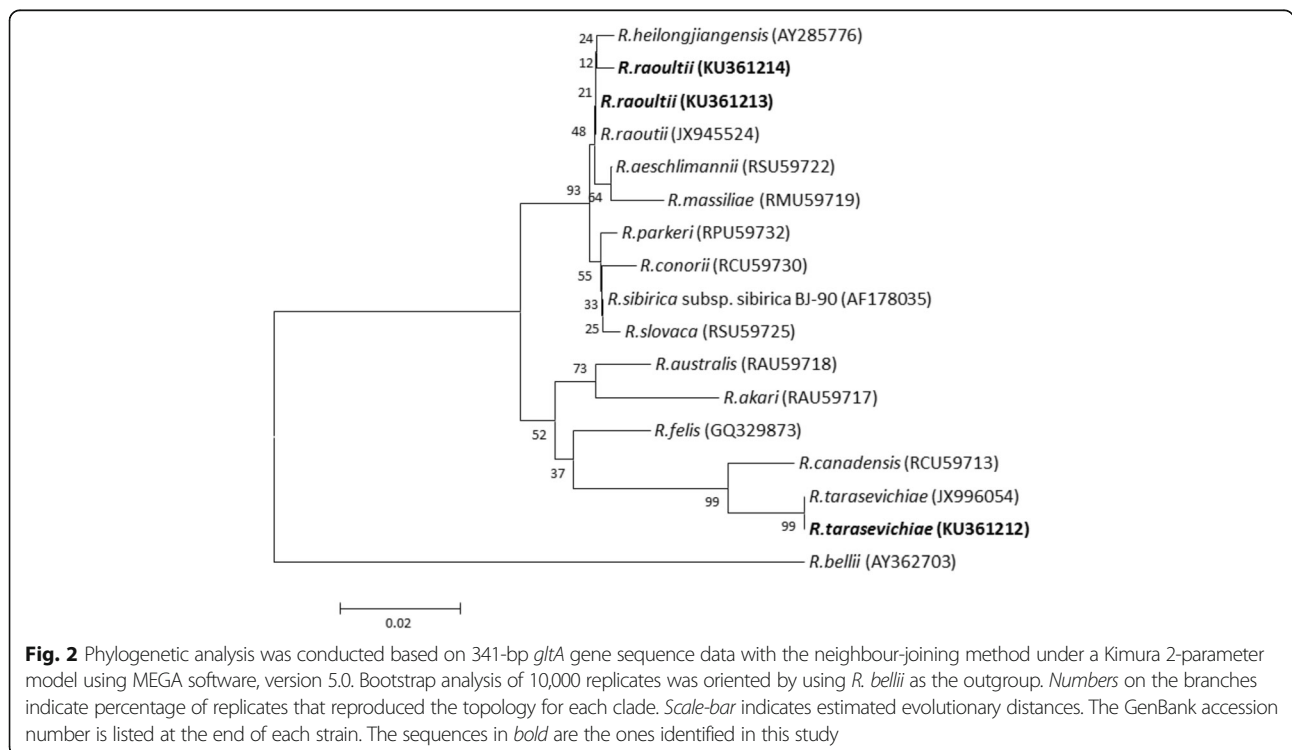 24
R.heilongjiangensis (AY285776)
12
R.raoultii (KU361214)
21
R.raoultii (KU361213)
48
R.raoutii (JX945524)
R.aeschlimannii (RSU59722)
93
64
R.massiliae (RMU59719)
R.parkeri (RPU59732)
R.conorii (RCU59730)
55
R.sibirica subsp. sibirica BJ-90 (AF178035)
33
25
R.slovaca (RSU59725)
R.australis (RAU59718)
73
R.akari (RAU59717)
R.felis (GQ329873)
52
R.canadensis (RCU59713)
37
R.tarasevichiae (JX996054)
99
99
R.tarasevichiae (KU361212)
R.bellii (AY362703)
0.02
Fig. 2 Phylogenetic analysis was conducted based on 341-bp gltA gene sequence data with the neighbour-joining method under a Kimura 2-parameter
model using MEGA software, version 5.0. Bootstrap analysis of 10,000 replicates was oriented by using R. bellii as the outgroup. Numbers on the branches
indicate percentage of replicates that reproduced the topology for each clade. Scale-bar indicates estimated evolutionary distances. The GenBank accession
number is listed at the end of each strain. The sequences in bold are the ones identified in this study